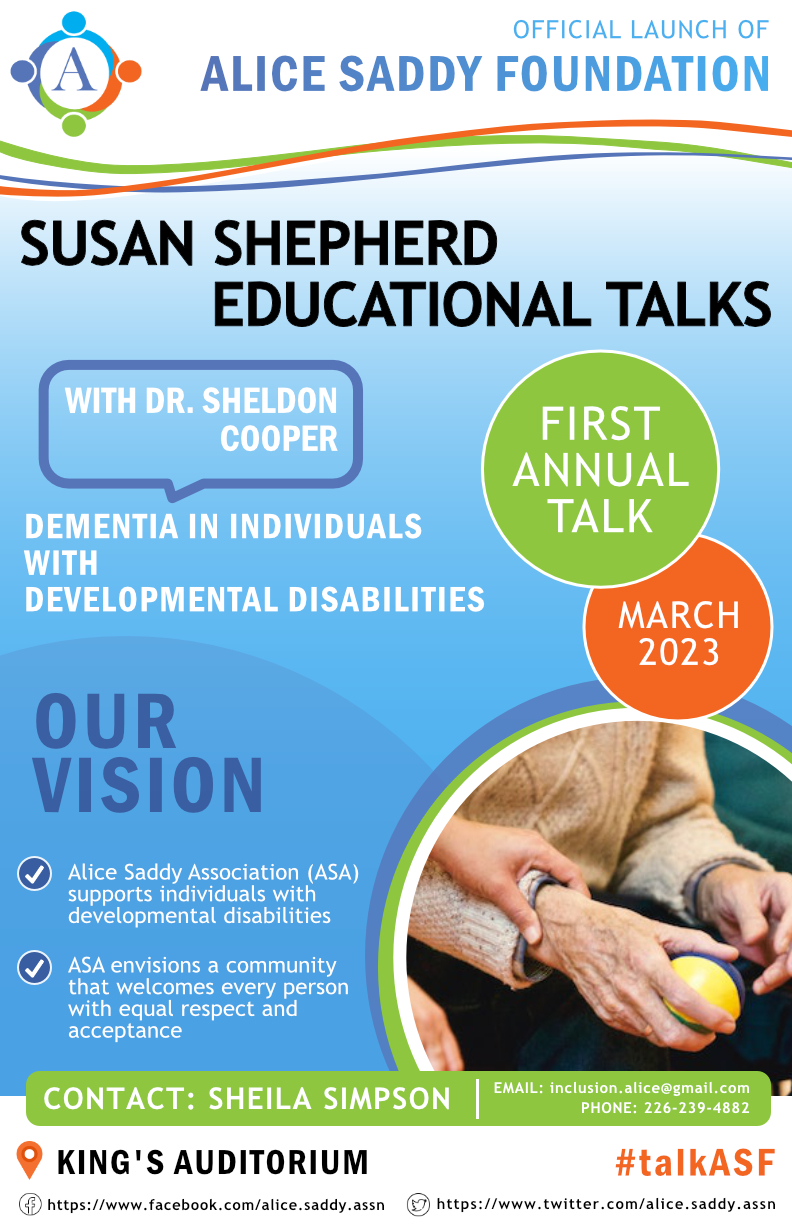 A
OFFICIAL LAUNCH OF
ALICE SADDY FOUNDATION
SUSAN SHEPHERD
EDUCATIONAL TALKS
WITH DR. SHELDON
COOPER
FIRST
ANNUAL
TALK
DEMENTIA IN INDIVIDUALS
WITH
DEVELOPMENTAL DISABILITIES
MARCH
2023
OUR
VISION
Alice Saddy Association (ASA)
supports individuals with
developmental disabilities
ASA envisions a community
that welcomes every person
with equal respect and
acceptance
CONTACT: SHEILA SIMPSON
EMAIL: inclusion.alice@gmail.com
PHONE: 226-239-4882
KING'S AUDITORIUM
#talkASF
https://www.facebook.com/alice.saddy.assn
https://www.twitter.com/alice.saddy.assn